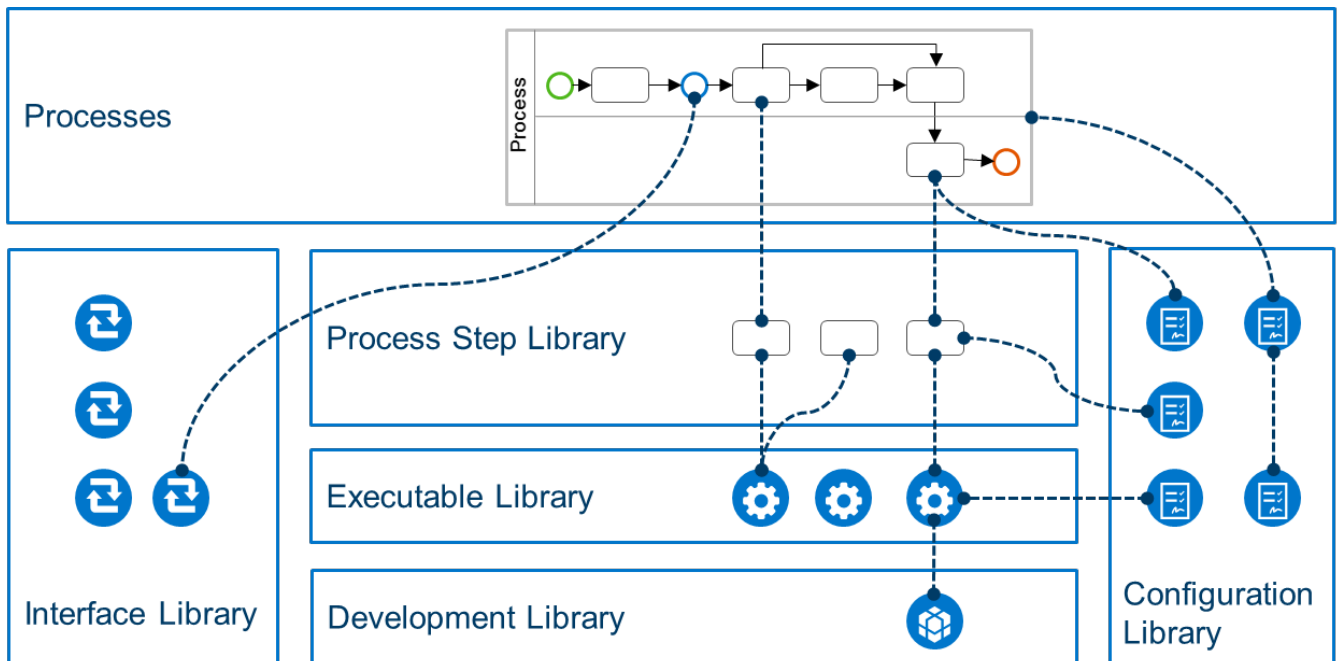 Processes
Process
Process Step Library
Executable Library
Interface Library
Development Library
Configuration
Library